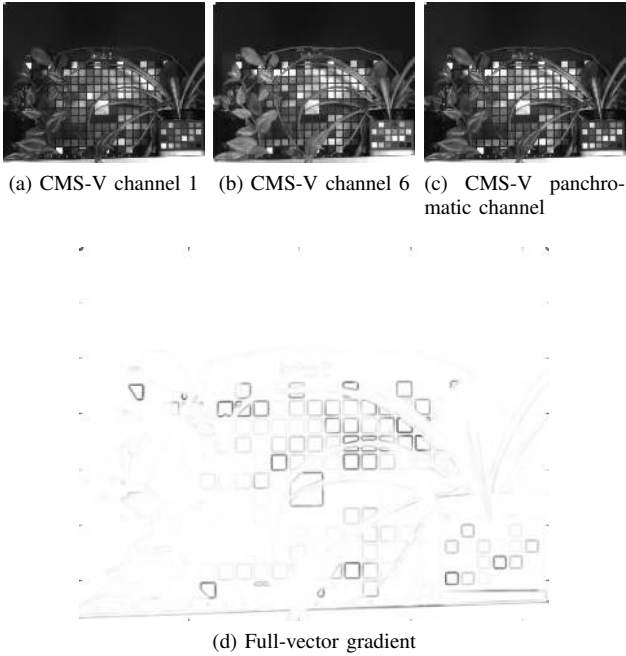 (a) CMS-V channel 1
(b) CMS-V channel 6
(c) CMS-V panchro-
matic channel
(d) Full-vector gradient